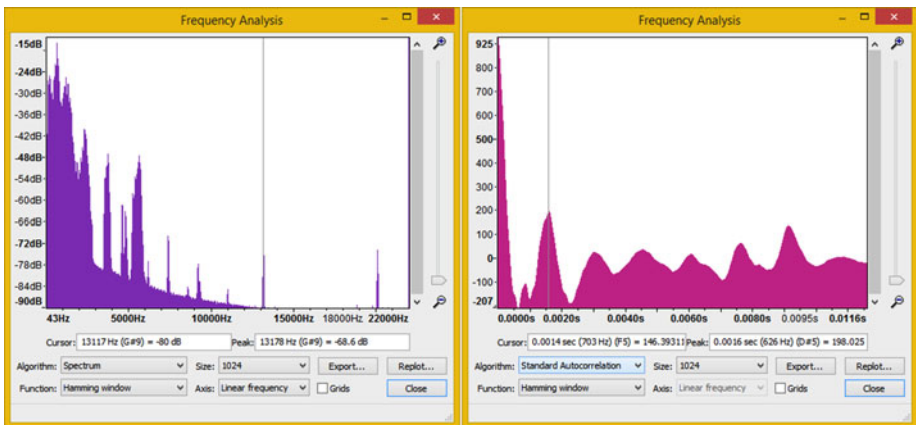 Frequency Analysis
-15dB
-24dB
-30dB
-36dB
-42dB
-48dB
-54dB
-60dB
-66dB
-72dB
-78dB
-84dB
-90dB
43Hz 5000Hz 10000Hz 15000Hz 18000Hz 22000Hz
Cursor: 13117 Hz (G#9) = -80 dB Peak: 13178 Hz (G#9) = -68.6 dB
Algorithm: Spectrum Size: 1024 Export... Replot...
Function: Hamming window Axis: Linear frequency Grids Close
Frequency Analysis
925
800
700
600
500
400
300
200
100
0
-100
-207
0.0000s 0.0020s 0.0040s 0.0060s 0.0080s 0.0095s 0.0116s
Cursor: 0.0014 sec (703 Hz) (F5) = 146.39311 Peak: 0.0016 sec (626 Hz) (D#5) = 198.025
Algorithm: Standard Autocorrelation Size: 1024 Export... Replot...
Function: Hamming window Axis: Linear frequency Grids Close